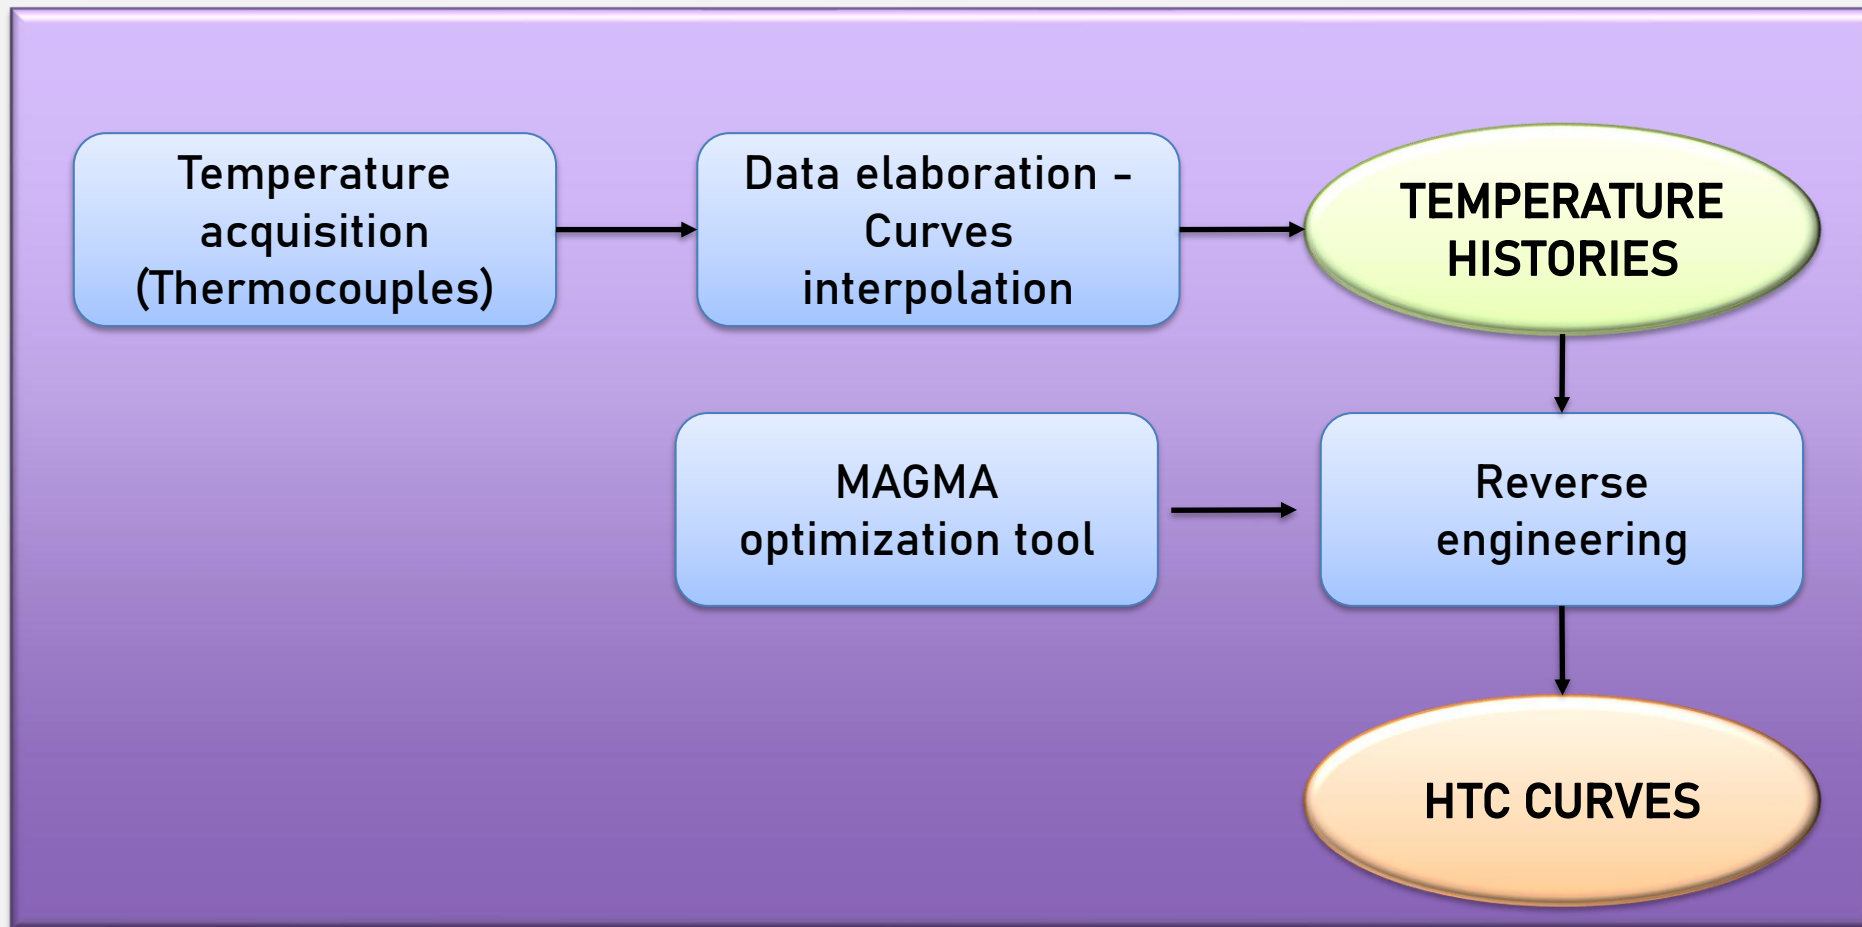 Temperature
acquisition
(Thermocouples)
Data elaboration -
Curves
interpolation
TEMPERATURE
HISTORIES
MAGMA
optimization tool
Reverse
engineering
HTC CURVES